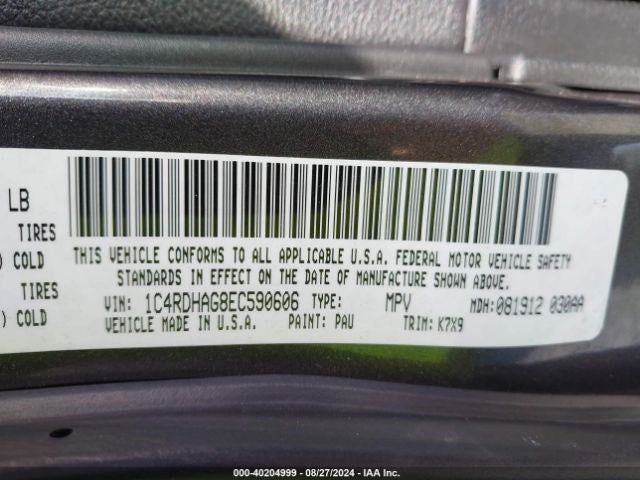 LB
TIRES
) COLD
TIRES
) COLD
THIS VEHICLE CONFORMS TO ALL APPLICABLE U.S.A. FEDERAL MOTOR VEHICLE SAFETY
STANDARDS IN EFFECT ON THE DATE OF MANUFACTURE SHOWN ABOVE.
VIN: 1C4RDHAG8EC590606 TYPE: MPV MDH: 081912 030AA
VEHICLE MADE IN U.S.A. PAINT: PAU TRIM: K7X9
000-40204999 - 08/27/2024 - IAA Inc.